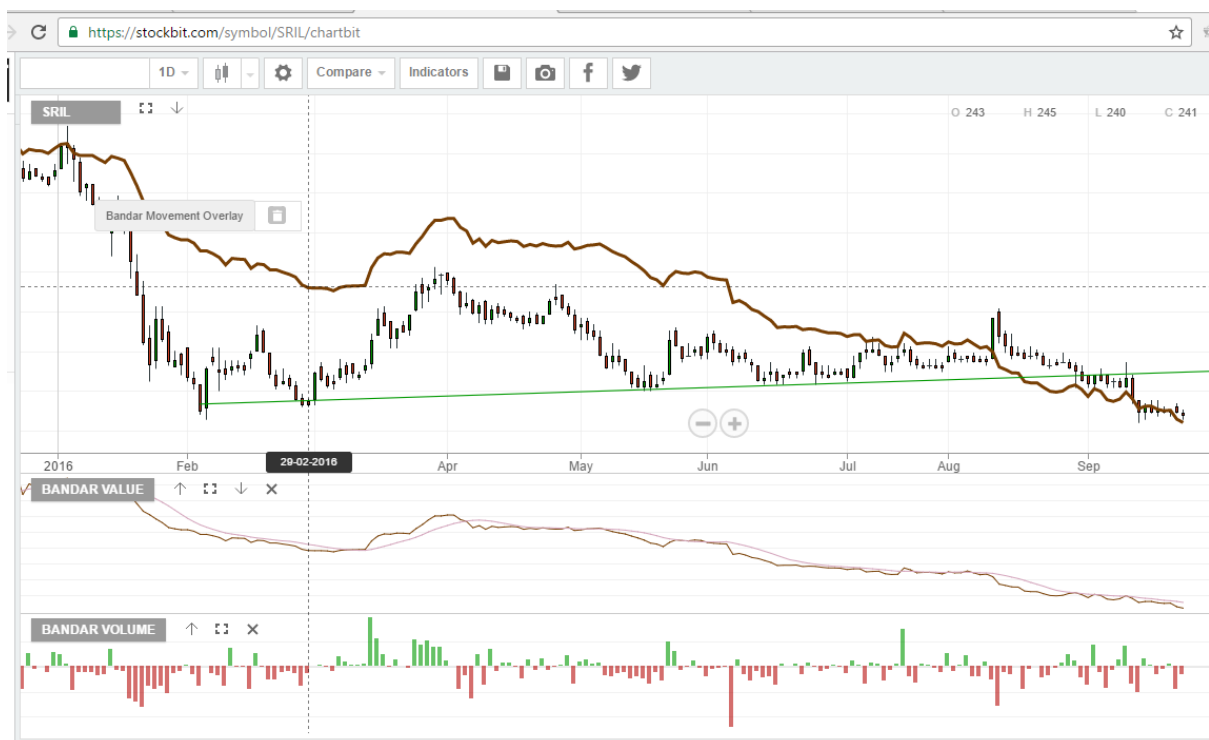 https://stockbit.com/symbol/SRIL/chartbit
1D Compare Indicators
SRIL O 243 H 245 L 240 C 241
Bandar Movement Overlay
2016 Feb 29-02-2016 Apr May Jun Jul Aug Sep
BANDAR VALUE
BANDAR VOLUME